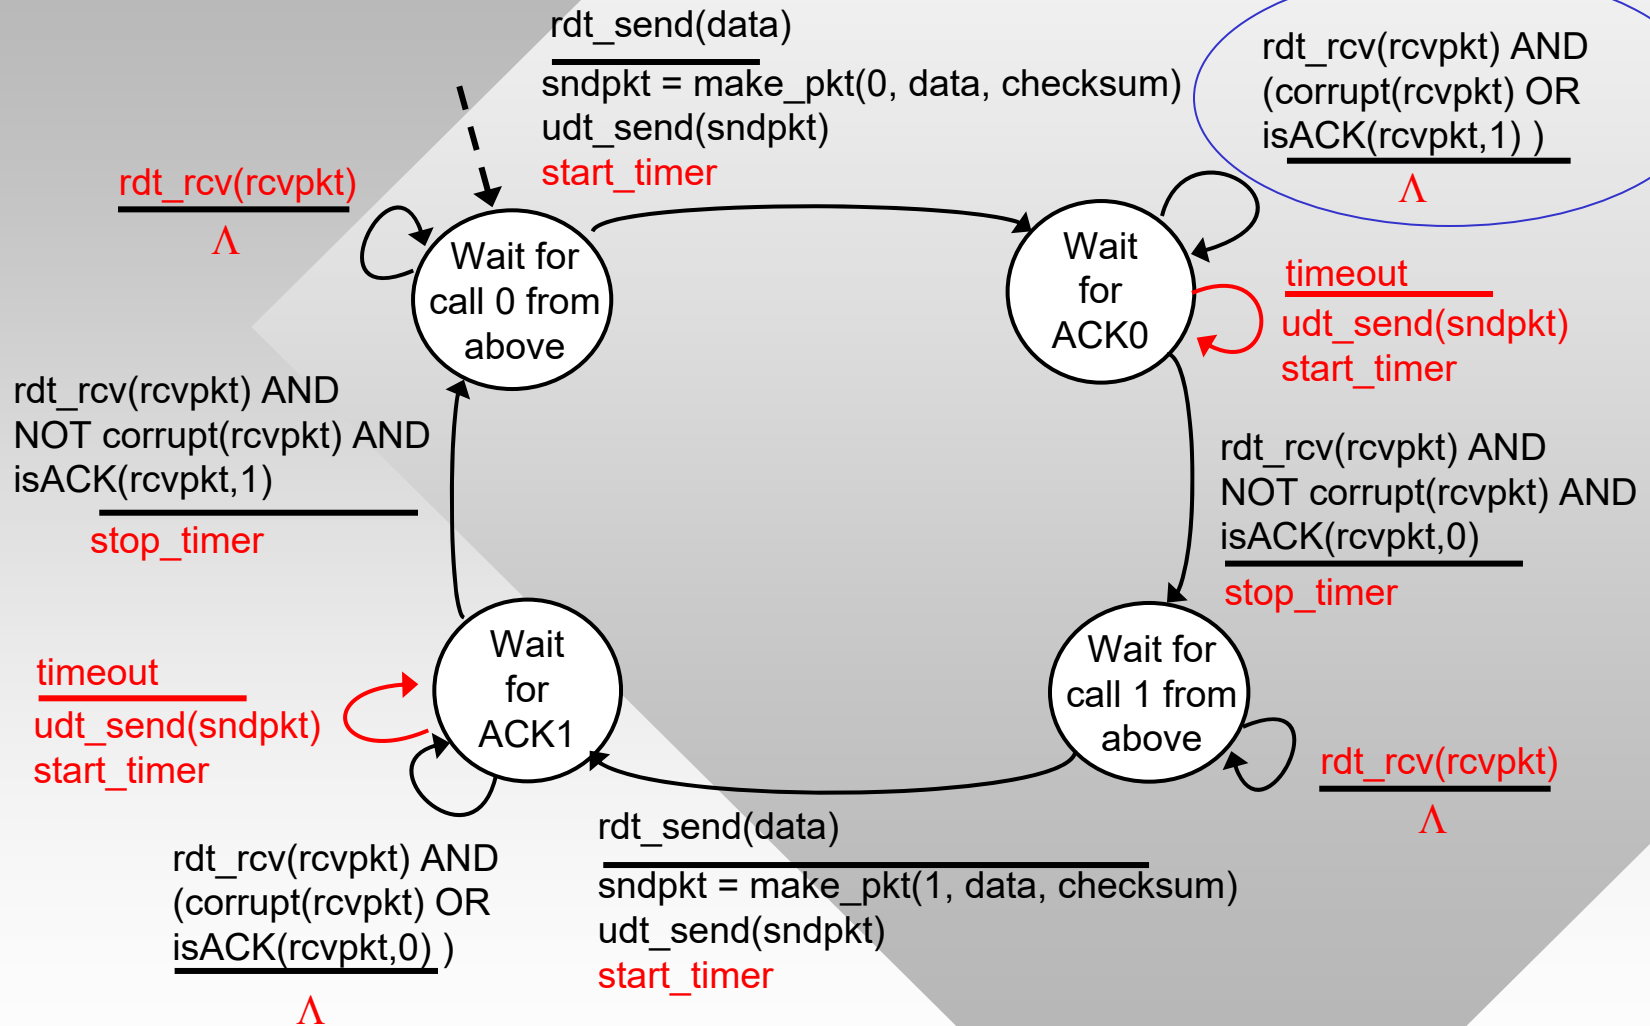 rdt_send(data)
sndpkt = make_pkt(0, data, checksum)
udt_send(sndpkt)
start_timer
rdt_rcv(rcvpkt) AND
(corrupt(rcvpkt) OR
isACK(rcvpkt,1) )
Λ
rdt_rcv(rcvpkt)
Λ
Wait for
call 0 from
above
Wait
for
ACK0
timeout
udt_send(sndpkt)
start_timer
rdt_rcv(rcvpkt) AND
NOT corrupt(rcvpkt) AND
isACK(rcvpkt,1)
stop_timer
rdt_rcv(rcvpkt) AND
NOT corrupt(rcvpkt) AND
isACK(rcvpkt,0)
stop_timer
timeout
udt_send(sndpkt)
start_timer
Wait
for
ACK1
Wait for
call 1 from
above
rdt_rcv(rcvpkt)
Λ
rdt_rcv(rcvpkt) AND
(corrupt(rcvpkt) OR
isACK(rcvpkt,0) )
Λ
rdt_send(data)
sndpkt = make_pkt(1, data, checksum)
udt_send(sndpkt)
start_timer